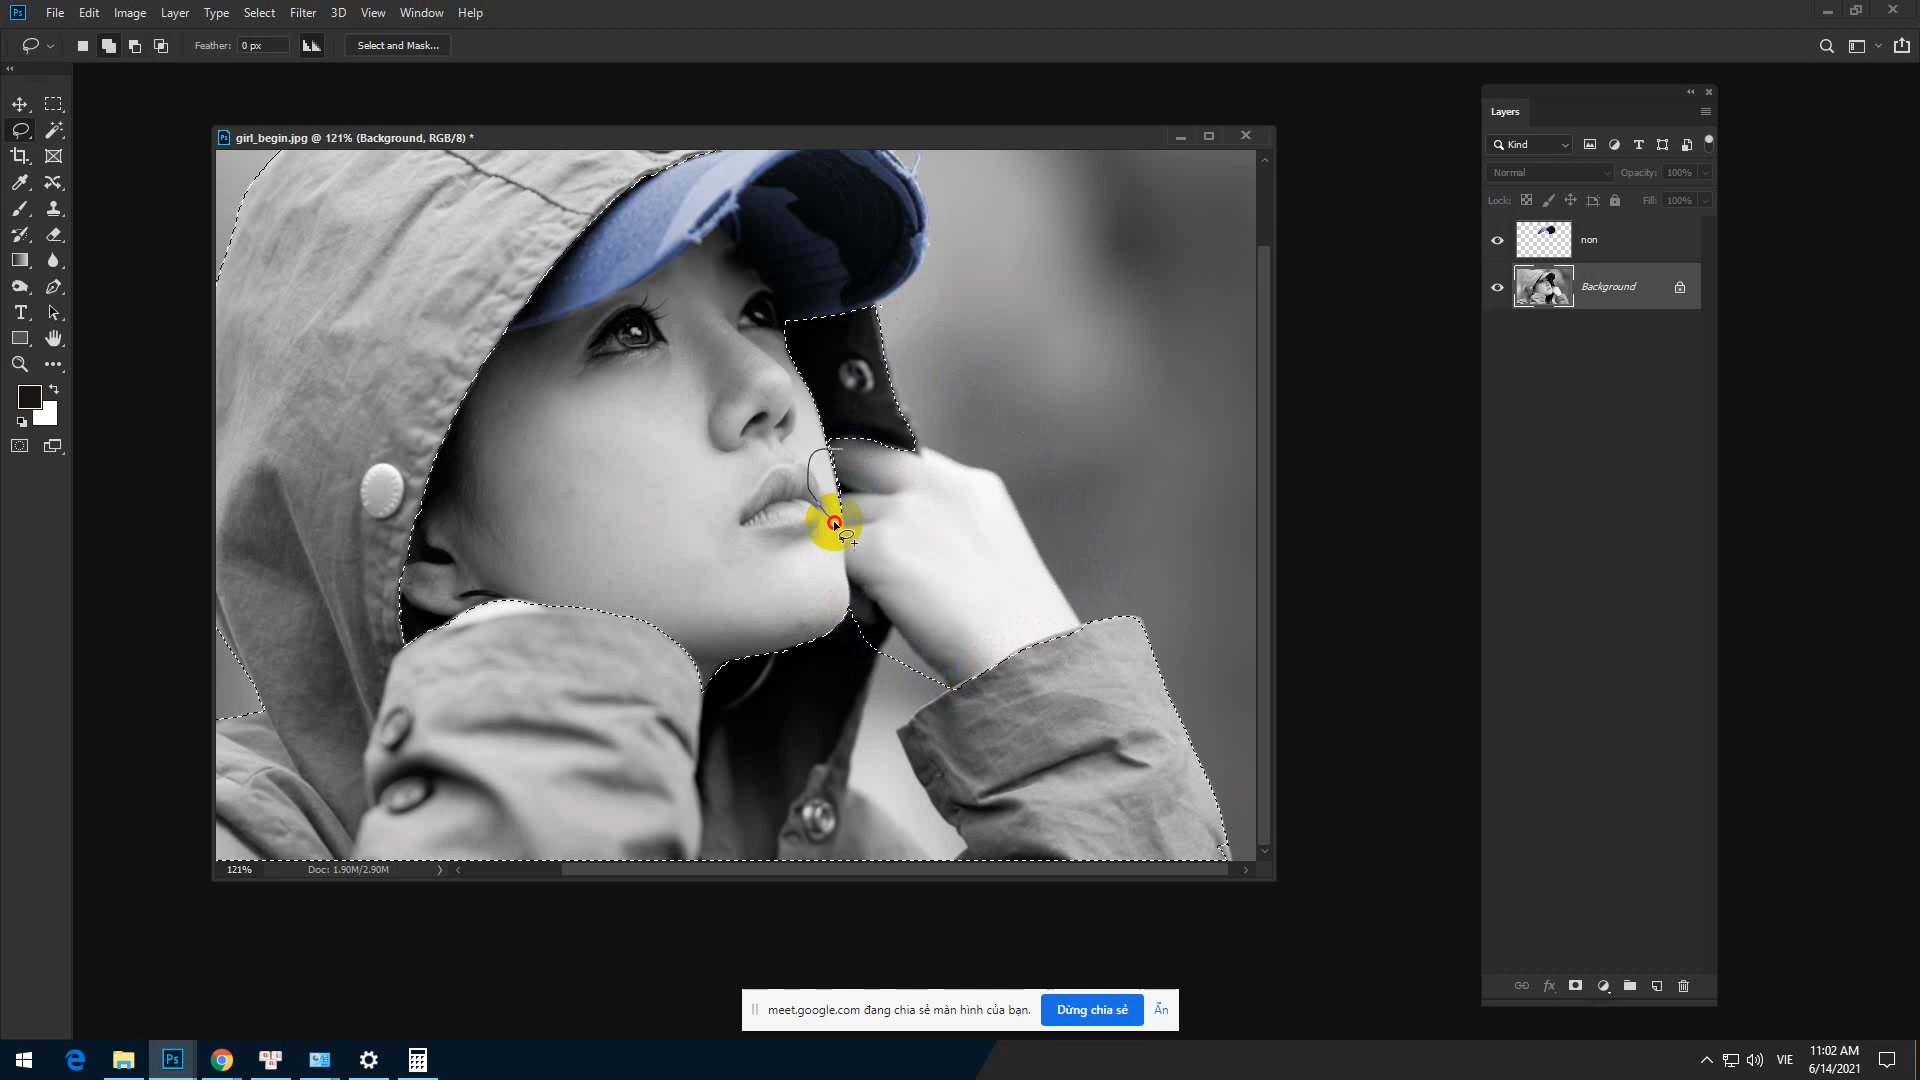 Ps File Edit Image Layer Type Select Filter 3D View Window Help
Feather: 0 px Select and Mask...
Ps girl_begin.jpg @ 121% (Background, RGB/8) *
Layers
Kind
Normal Opacity: 100%
Lock: Fill: 100%
non
Background
121% Doc: 1.90M/2.90M
meet.google.com đang chia sẻ màn hình của bạn. Dừng chia sẻ Ẩn
Ps VIE 11:02 AM
6/14/2021